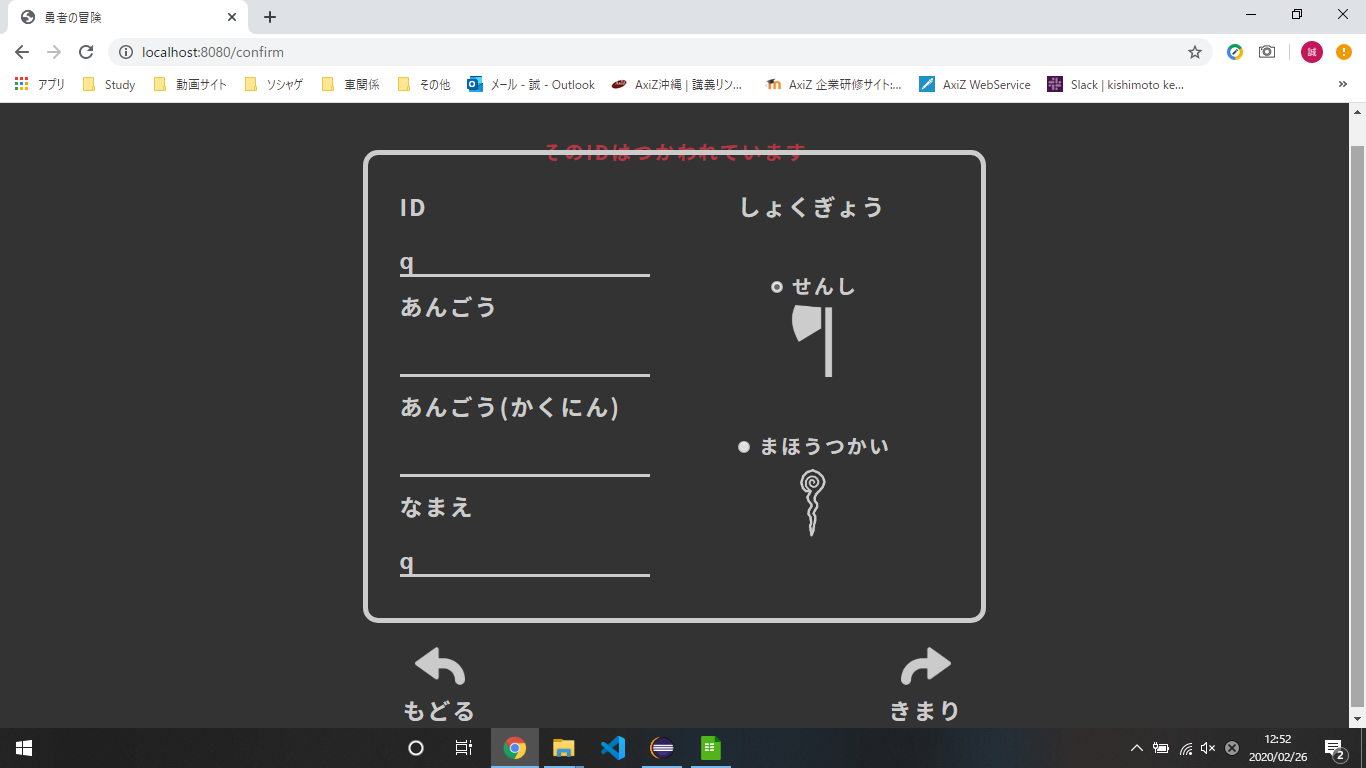 勇者の冒険
localhost:8080/confirm
誠
アプリ Study 動画サイト ソシャゲ 車関係 その他 メール - 誠 - Outlook AxiZ沖縄 | 講義リン... AxiZ 企業研修サイト:... AxiZ WebService Slack | kishimoto ke... »
そのIDはつかわれています
ID
q
あんごう
あんごう(かくにん)
なまえ
q
しょくぎょう
せんし
まほうつかい
もどる
きまり
12:52
2020/02/26
2